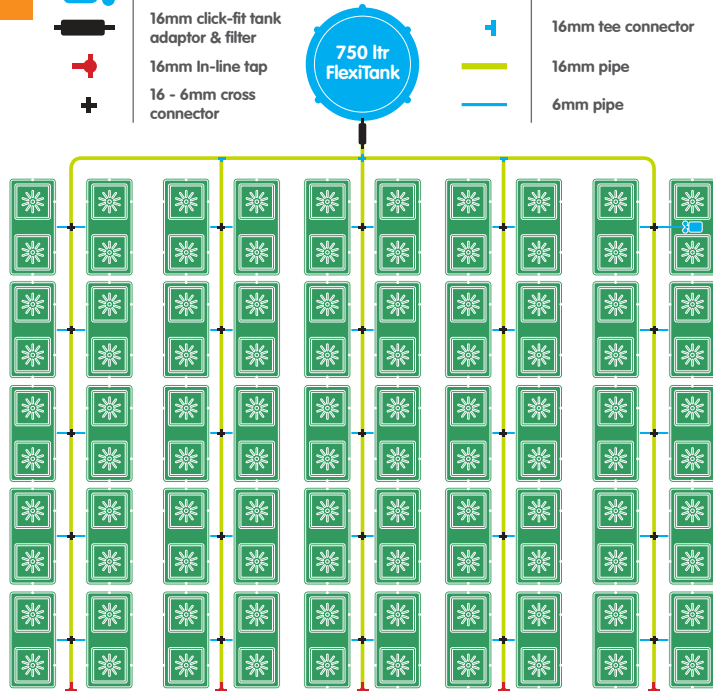 16mm click-fit tank
adaptor & filter
16mm In-line tap
16 - 6mm cross
connector
750 ltr
FlexiTank
16mm tee connector
16mm pipe
6mm pipe